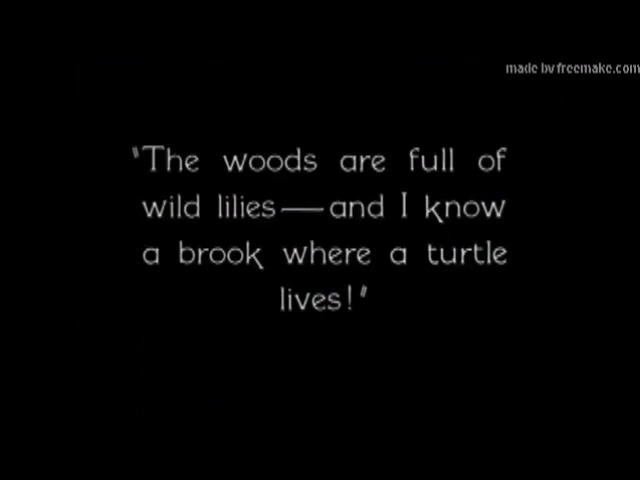 made by freemake.com
"The woods are full of
wild lilies—and I know
a brook where a turtle
lives!"